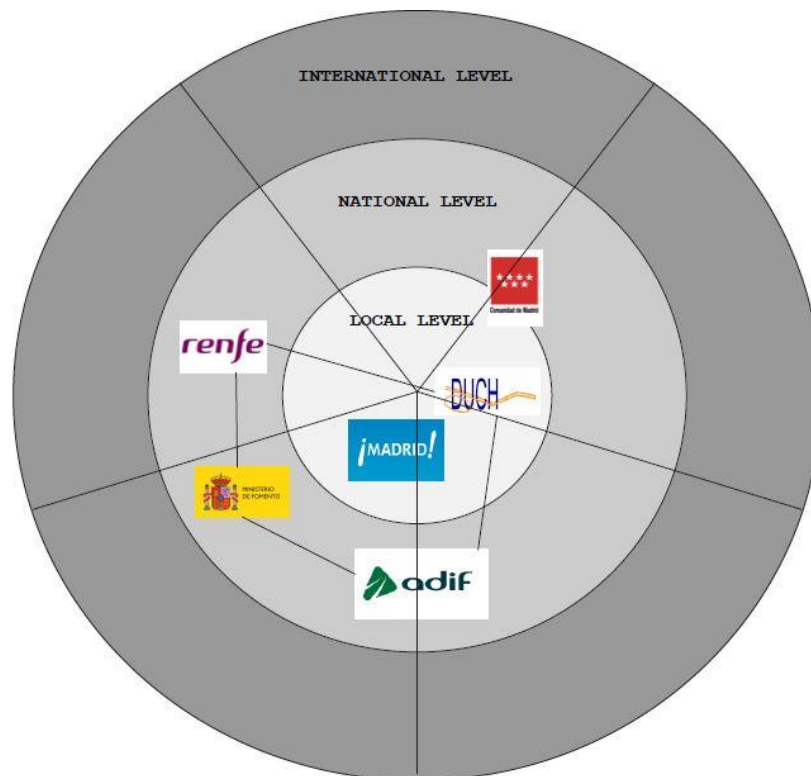 INTERNATIONAL LEVEL
NATIONAL LEVEL
Comunidad de Madrid
LOCAL LEVEL
renfe
DUCH
¡MADRID!
MINISTERIO
DE FOMENTO
adif